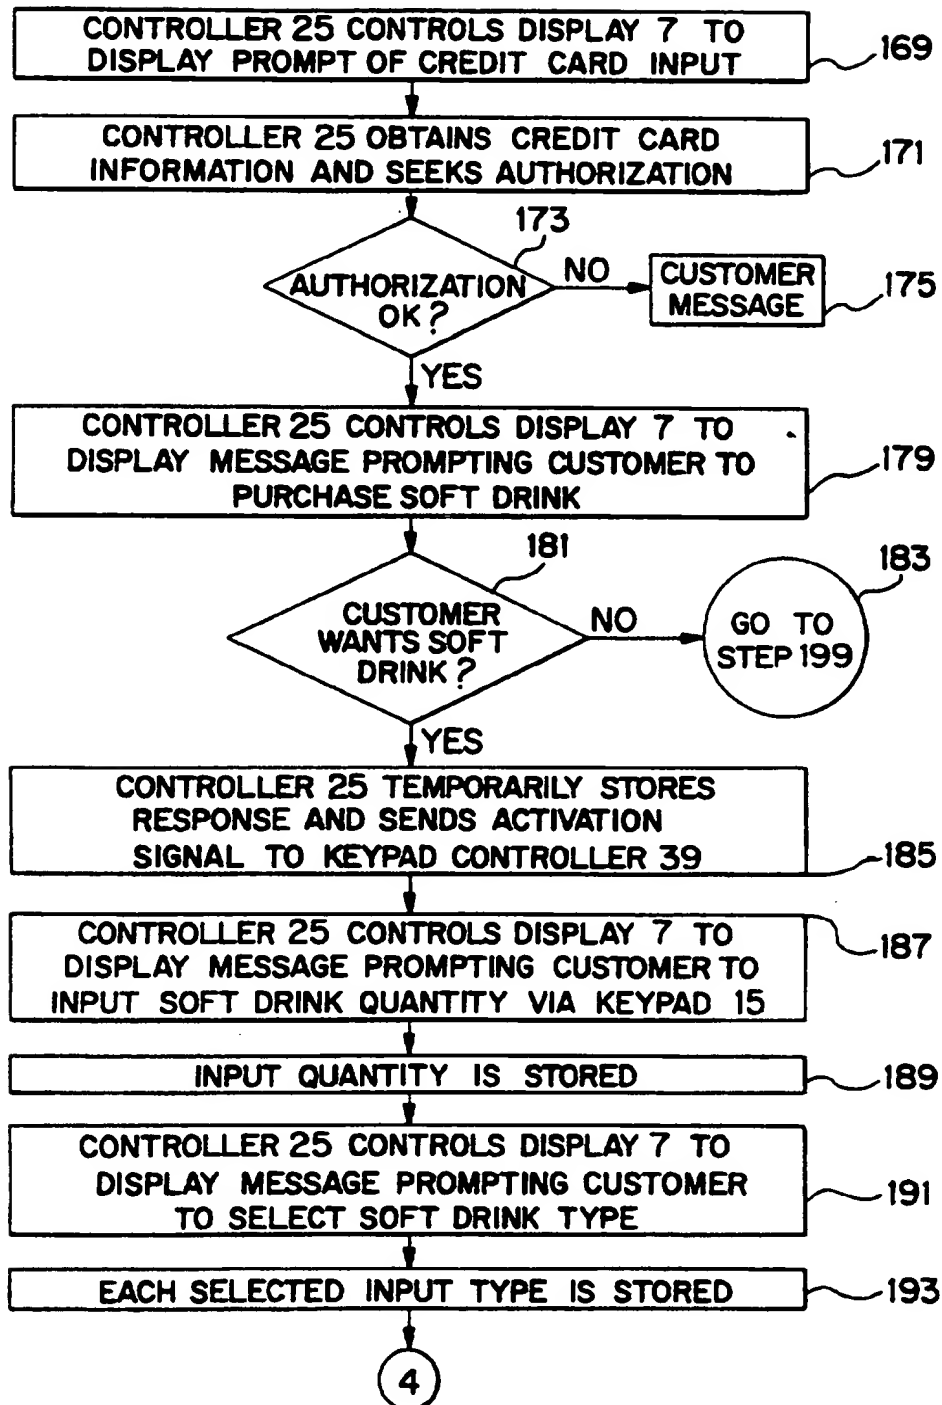 CONTROLLER 25 CONTROLS DISPLAY 7 TO
DISPLAY PROMPT OF CREDIT CARD INPUT
169
CONTROLLER 25 OBTAINS CREDIT CARD
INFORMATION AND SEEKS AUTHORIZATION
171
173
AUTHORIZATION
OK?
NO
CUSTOMER
MESSAGE
175
YES
CONTROLLER 25 CONTROLS DISPLAY 7 TO
DISPLAY MESSAGE PROMPTING CUSTOMER TO
PURCHASE SOFT DRINK
179
181
CUSTOMER
WANTS SOFT
DRINK?
NO
GO TO
STEP 199
183
YES
CONTROLLER 25 TEMPORARILY STORES
RESPONSE AND SENDS ACTIVATION
SIGNAL TO KEYPAD CONTROLLER 39
185
CONTROLLER 25 CONTROLS DISPLAY 7 TO
DISPLAY MESSAGE PROMPTING CUSTOMER TO
INPUT SOFT DRINK QUANTITY VIA KEYPAD 15
187
INPUT QUANTITY IS STORED
189
CONTROLLER 25 CONTROLS DISPLAY 7 TO
DISPLAY MESSAGE PROMPTING CUSTOMER
TO SELECT SOFT DRINK TYPE
191
EACH SELECTED INPUT TYPE IS STORED
193
4